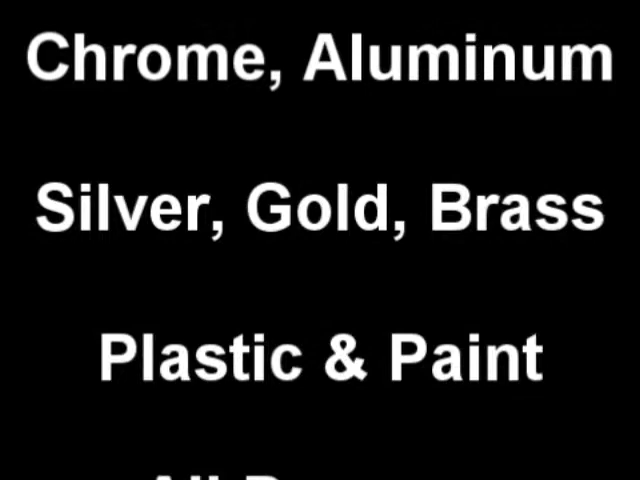 Chrome, Aluminum
Silver, Gold, Brass
Plastic & Paint